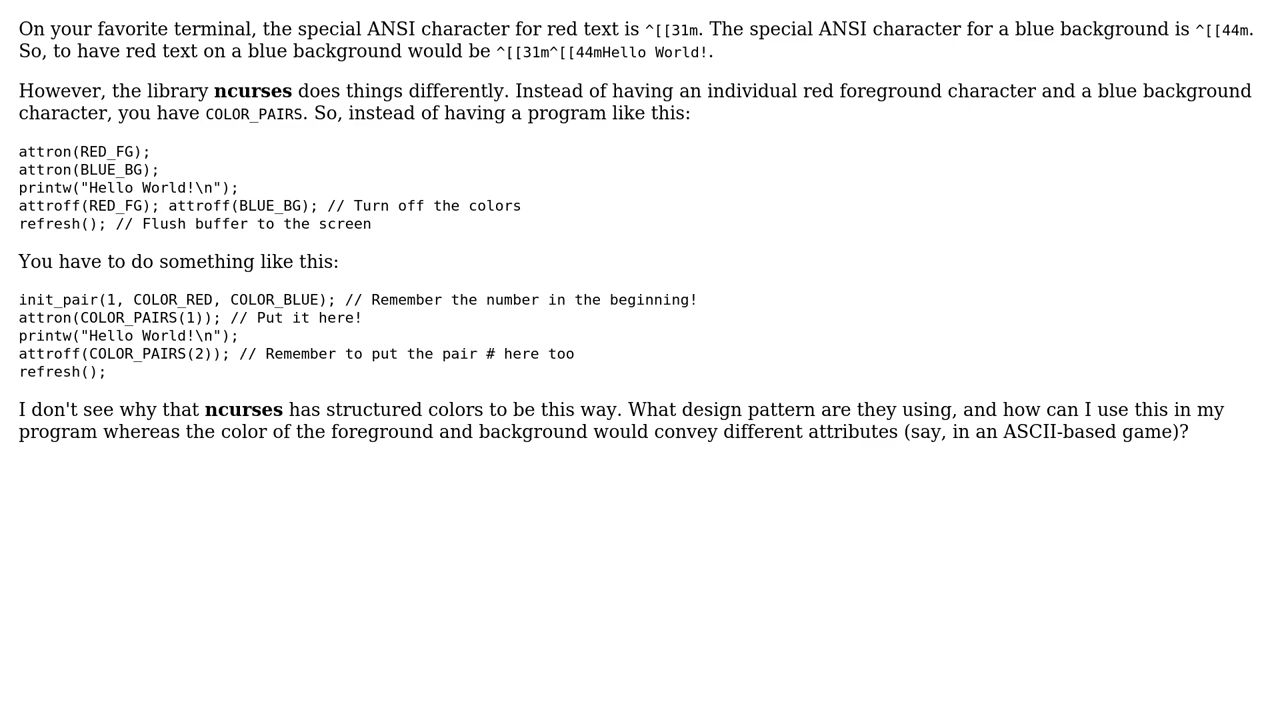 On your favorite terminal, the special ANSI character for red text is ^[[31m. The special ANSI character for a blue background is ^[[44m.
So, to have red text on a blue background would be ^[[31m^[[44mHello World!.
However, the library ncurses does things differently. Instead of having an individual red foreground character and a blue background
character, you have COLOR_PAIRS. So, instead of having a program like this:
attron(RED_FG);
attron(BLUE_BG);
printw("Hello World!\n");
attroff(RED_FG); attroff(BLUE_BG); // Turn off the colors
refresh(); // Flush buffer to the screen
You have to do something like this:
init_pair(1, COLOR_RED, COLOR_BLUE); // Remember the number in the beginning!
attron(COLOR_PAIRS(1)); // Put it here!
printw("Hello World!\n");
attroff(COLOR_PAIRS(2)); // Remember to put the pair # here too
refresh();
I don't see why that ncurses has structured colors to be this way. What design pattern are they using, and how can I use this in my
program whereas the color of the foreground and background would convey different attributes (say, in an ASCII-based game)?